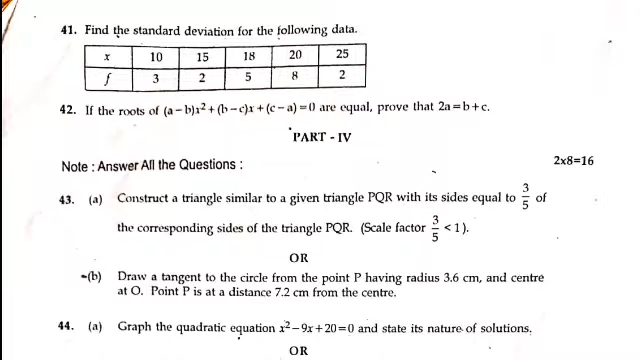 41. Find the standard deviation for the following data.
x 10 15 18 20 25
f 3 2 5 8 2
42. If the roots of (a−b)x²+(b−c)x+(c−a)=0 are equal, prove that 2a=b+c.
PART - IV
Note : Answer All the Questions : 2x8=16
43. (a) Construct a triangle similar to a given triangle PQR with its sides equal to 3/5 of
the corresponding sides of the triangle PQR. (Scale factor 3/5 < 1).
OR
(b) Draw a tangent to the circle from the point P having radius 3.6 cm, and centre
at O. Point P is at a distance 7.2 cm from the centre.
44. (a) Graph the quadratic equation x²−9x+20=0 and state its nature of solutions.
OR